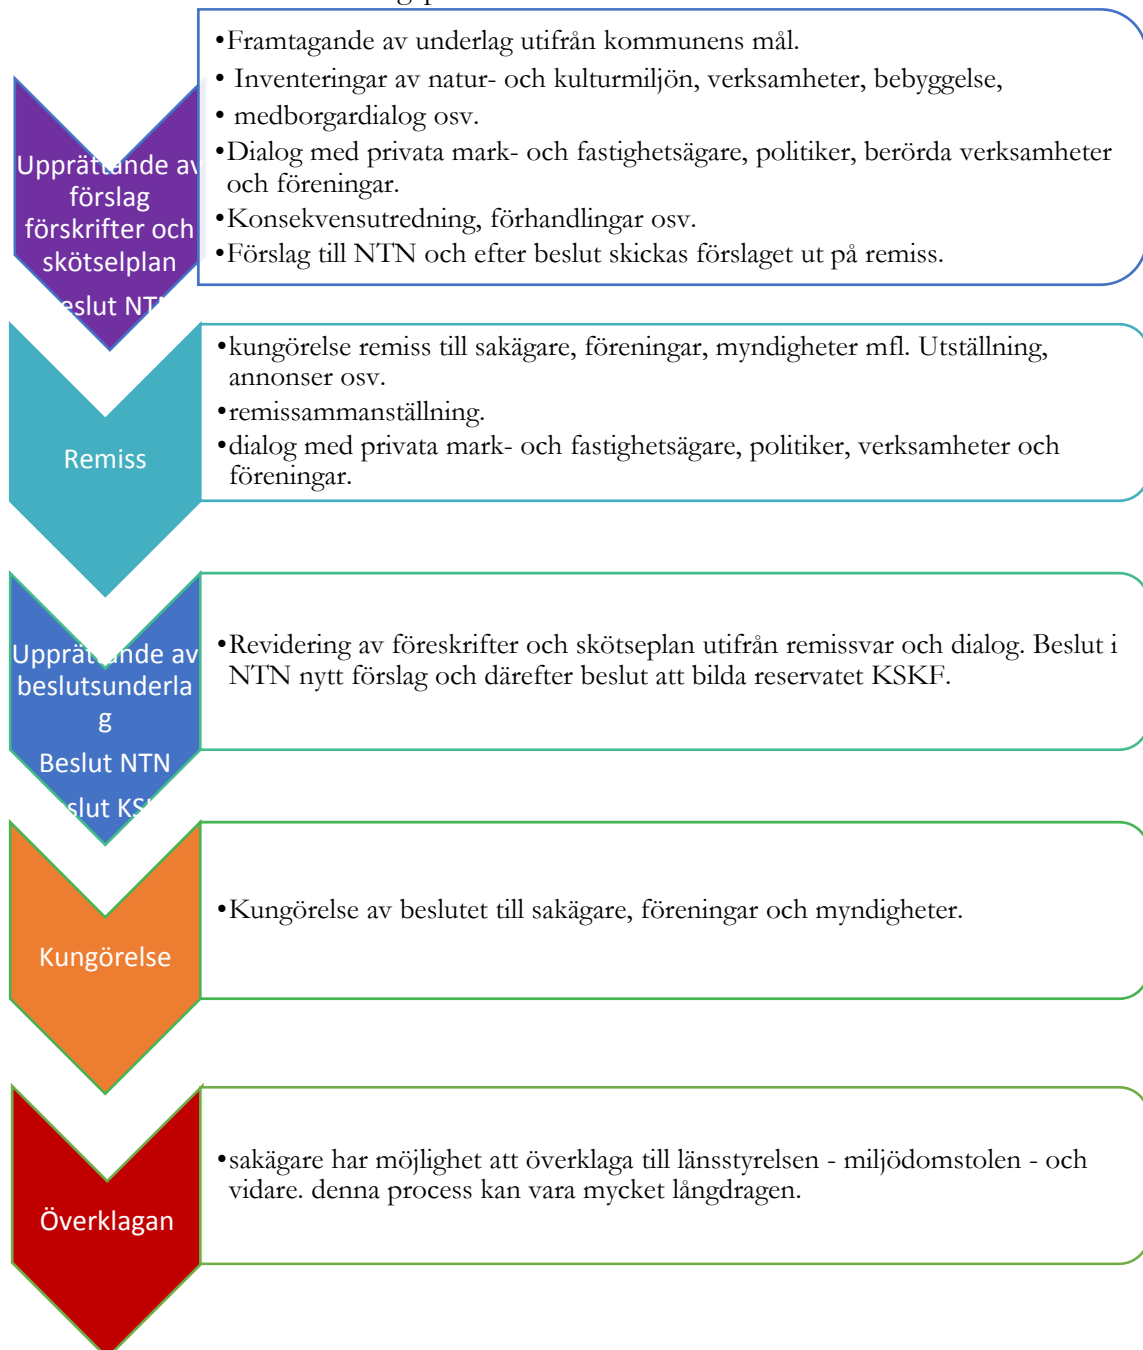 •Framtagande av underlag utifrån kommunens mål.
• Inventeringar av natur- och kulturmiljön, verksamheter, bebyggelse,
• medborgardialog osv.
•Dialog med privata mark- och fastighetsägare, politiker, berörda verksamheter
och föreningar.
•Konsekvensutredning, förhandlingar osv.
•Förslag till NTN och efter beslut skickas förslaget ut på remiss.
Upprättande av
förslag
förskrifter och
skötselplan
eslut NT
•kungörelse remiss till sakägare, föreningar, myndigheter mfl. Utställning,
annonser osv.
•remissammanställning.
•dialog med privata mark- och fastighetsägare, politiker, verksamheter och
föreningar.
Remiss
•Revidering av föreskrifter och skötseplan utifrån remissvar och dialog. Beslut i
NTN nytt förslag och därefter beslut att bilda reservatet KSKF.
Upprättande av
beslutsunderla
g
Beslut NTN
slut KS
•Kungörelse av beslutet till sakägare, föreningar och myndigheter.
Kungörelse
•sakägare har möjlighet att överklaga till länsstyrelsen - miljödomstolen - och
vidare. denna process kan vara mycket långdragen.
Överklagan